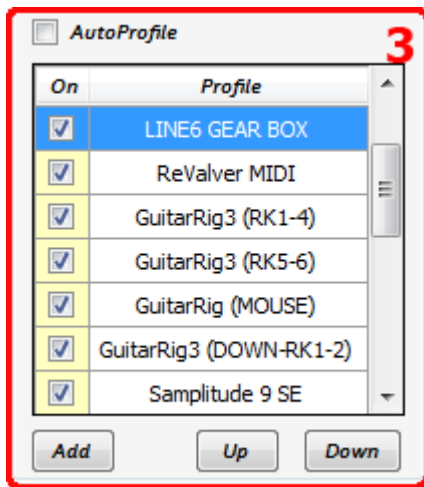 AutoProfile
3
On Profile
LINE6 GEAR BOX
ReValver MIDI
GuitarRig3 (RK1-4)
GuitarRig3 (RK5-6)
GuitarRig (MOUSE)
GuitarRig3 (DOWN-RK1-2)
Samplitude 9 SE
Add Up Down